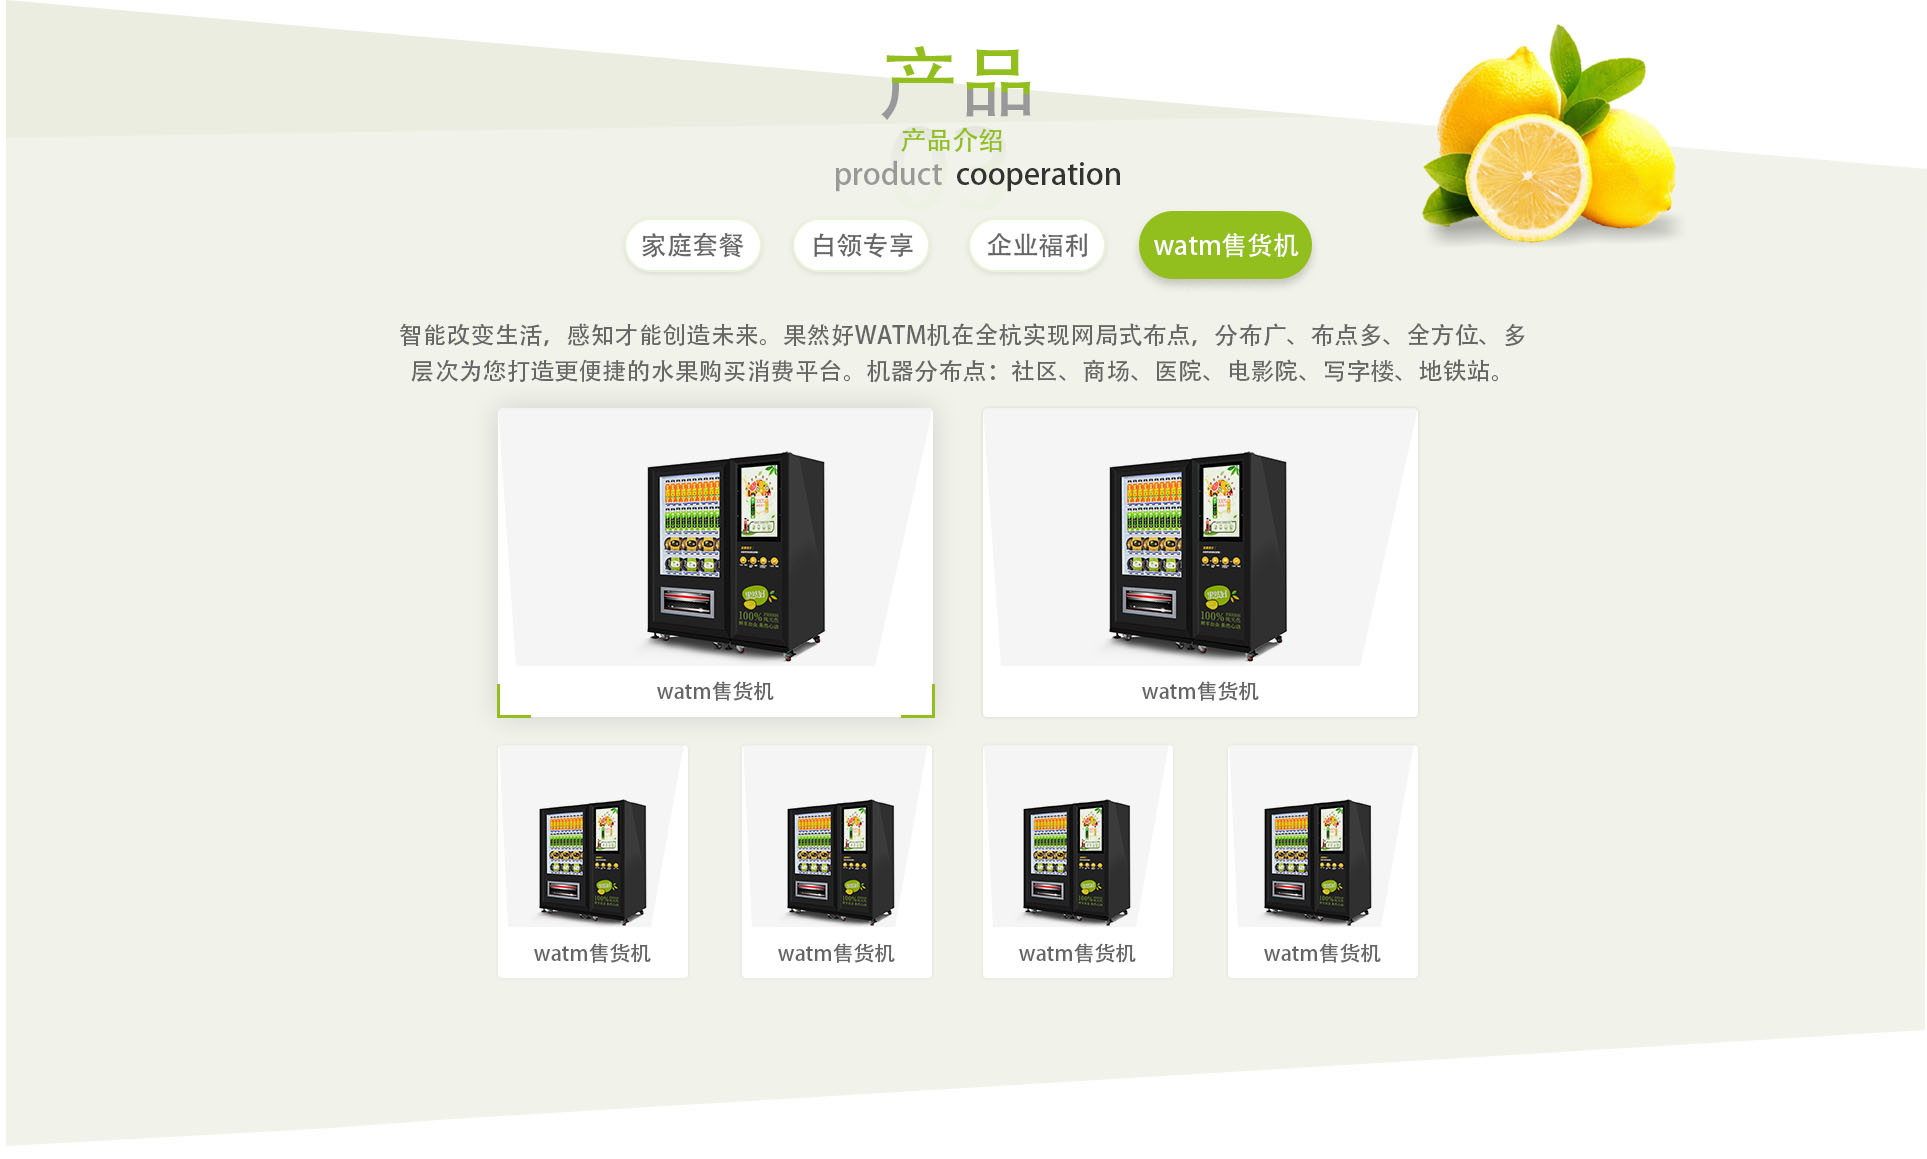 产品
产品介绍
product cooperation
家庭套餐 白领专享 企业福利 watm售货机
智能改变生活，感知才能创造未来。果然好WATM机在全杭实现网局式布点，分布广、布点多、全方位、多
层次为您打造更便捷的水果购买消费平台。机器分布点：社区、商场、医院、电影院、写字楼、地铁站。
100%
100%
watm售货机 watm售货机
100% 100% 100% 100%
watm售货机 watm售货机 watm售货机 watm售货机